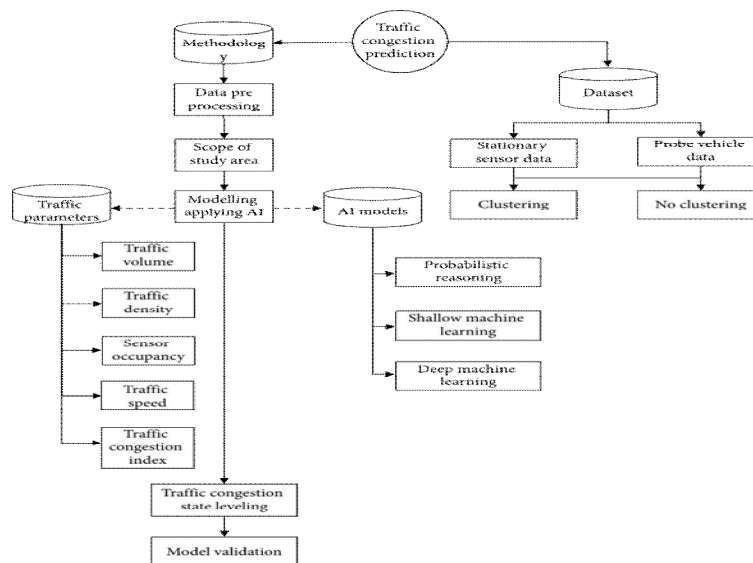 Traffic
congestion
prediction
Methodolog
y
Data pre
processing
Scope of
study area
Modelling
applying AI
Traffic
parameters
Traffic
volume
Traffic
density
Sensor
occupancy
Traffic
speed
Traffic
congestion
index
AI models
Probabilistic
reasoning
Shallow machine
learning
Deep machine
learning
Traffic congestion
state leveling
Model validation
Dataset
Stationary
sensor data
Probe vehicle
data
Clustering
No clustering